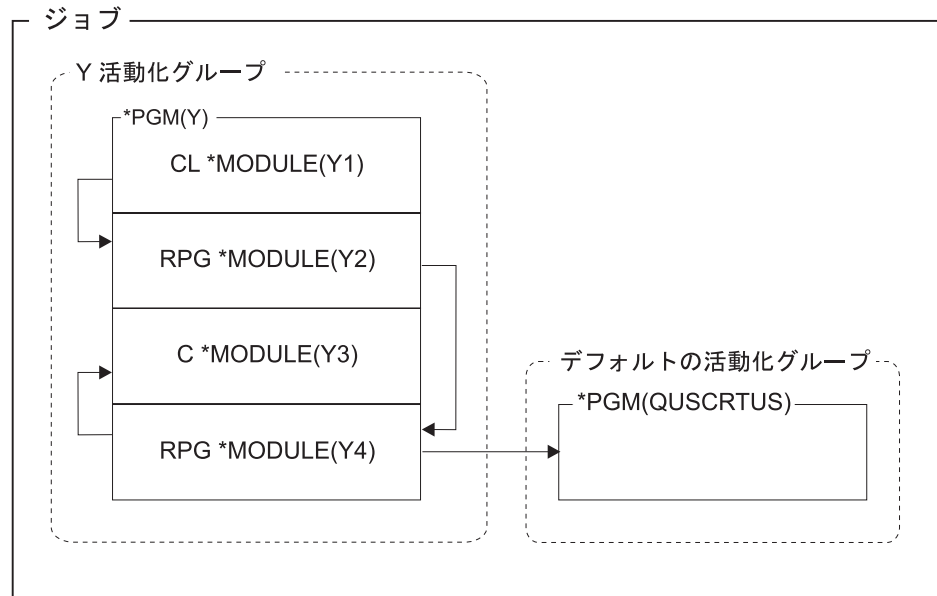 ジョブ
Y 活動化グループ
*PGM(Y)
CL *MODULE(Y1)
RPG *MODULE(Y2)
C *MODULE(Y3)
RPG *MODULE(Y4)
デフォルトの活動化グループ
*PGM(QUSCRTUS)